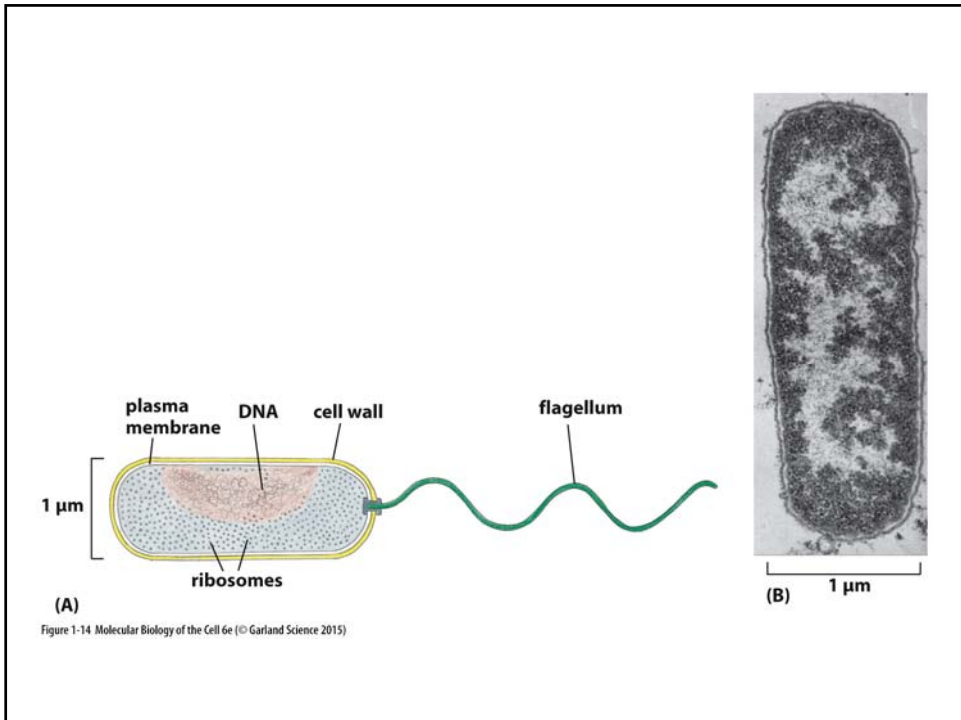 plasma
membrane
DNA
cell wall
flagellum
1 µm
ribosomes
(A)
1 µm
(B)
Figure 1-14 Molecular Biology of the Cell 6e (© Garland Science 2015)